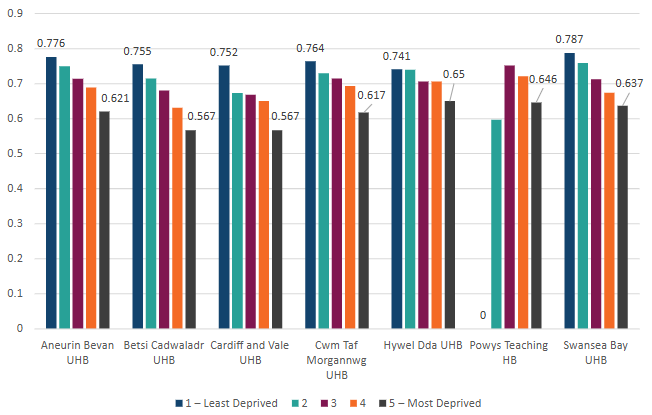 0.9
0.8
0.7
0.6
0.5
0.4
0.3
0.2
0.1
0
0.776
0.621
0.755
0.567
0.752
0.567
0.764
0.617
0.741
0.65
0
0.646
0.787
0.637
Aneurin Bevan
UHB
Betsi Cadwaladr
UHB
Cardiff and Vale
UHB
Cwm Taf
Morgannwg
UHB
Hywel Dda UHB
Powys Teaching
HB
Swansea Bay
UHB
1 – Least Deprived 2 3 4 5 – Most Deprived